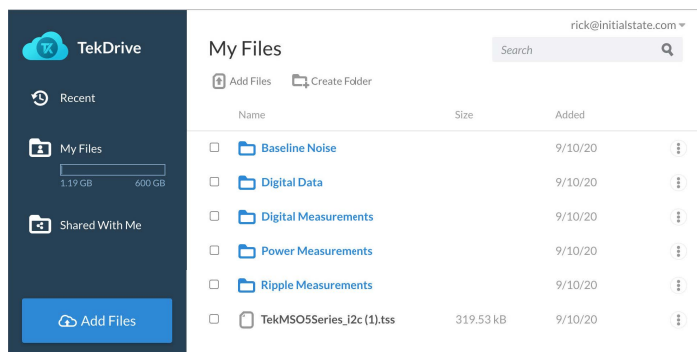 rick@initialstate.com
TekDrive
My Files
Search
Add Files Create Folder
Recent
Name Size Added
My Files
1.19 GB 600 GB
Baseline Noise 9/10/20
Digital Data 9/10/20
Shared With Me
Digital Measurements 9/10/20
Power Measurements 9/10/20
Ripple Measurements 9/10/20
Add Files
TekMSO5Series_i2c (1).tss 319.53 kB 9/10/20